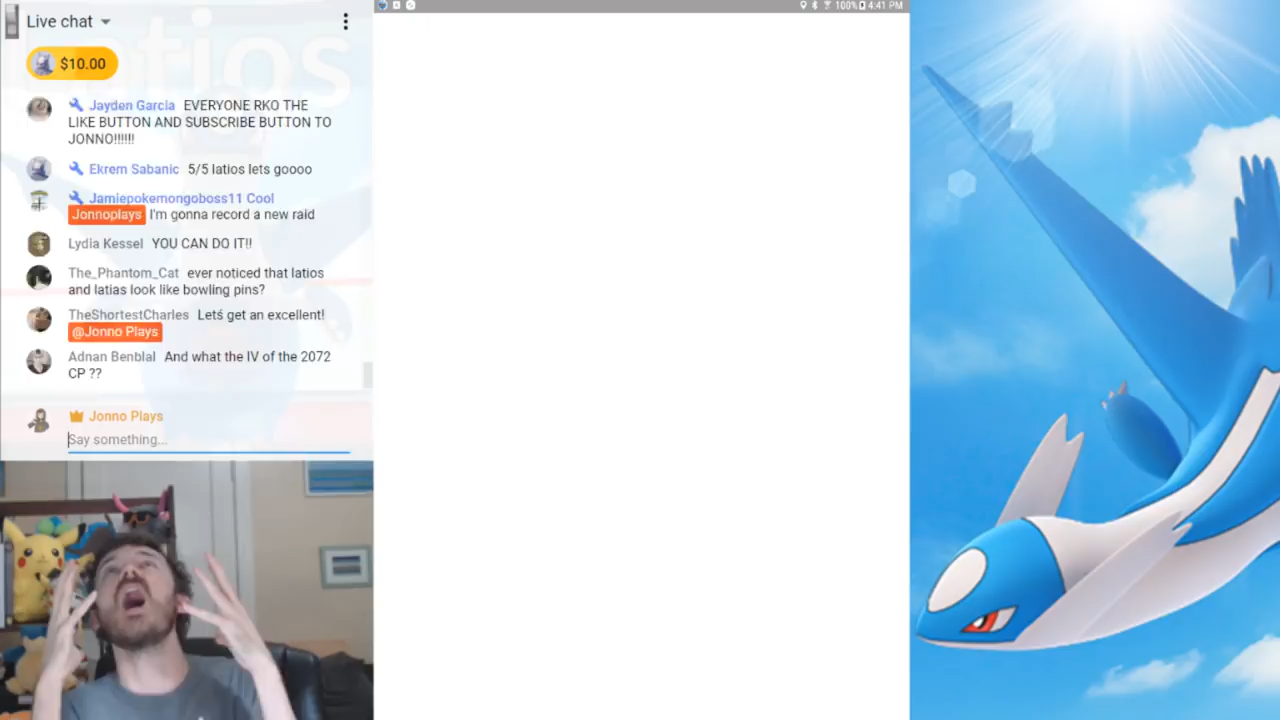 Live chat
100% 4:41 PM
atios
$10.00
Jayden Garcia EVERYONE RKO THE
LIKE BUTTON AND SUBSCRIBE BUTTON TO
JONNO!!!!!!
Ekrem Sabanic 5/5 latios lets goooo
Jamiepokemongoboss11 Cool
Jonnoplays I'm gonna record a new raid
Lydia Kessel YOU CAN DO IT!!
The_Phantom_Cat ever noticed that latios
and latias look like bowling pins?
TheShortestCharles Letś get an excellent!
@Jonno Plays
Adnan Benblal And what the IV of the 2072
CP ??
Jonno Plays
Say something...